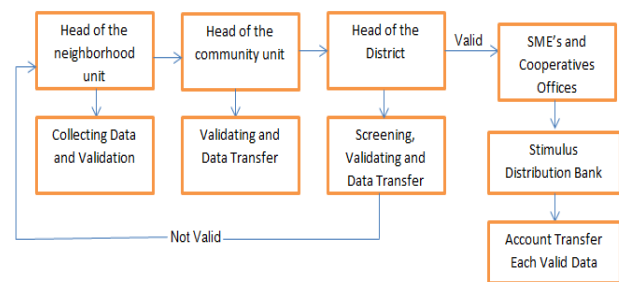 Head of the
neighborhood
unit
Head of the
community unit
Head of the
District
Valid
SME's and
Cooperatives
Offices
Collecting Data
and Validation
Validating and
Data Transfer
Screening,
Validating and
Data Transfer
Stimulus
Distribution Bank
Not Valid
Account Transfer
Each Valid Data